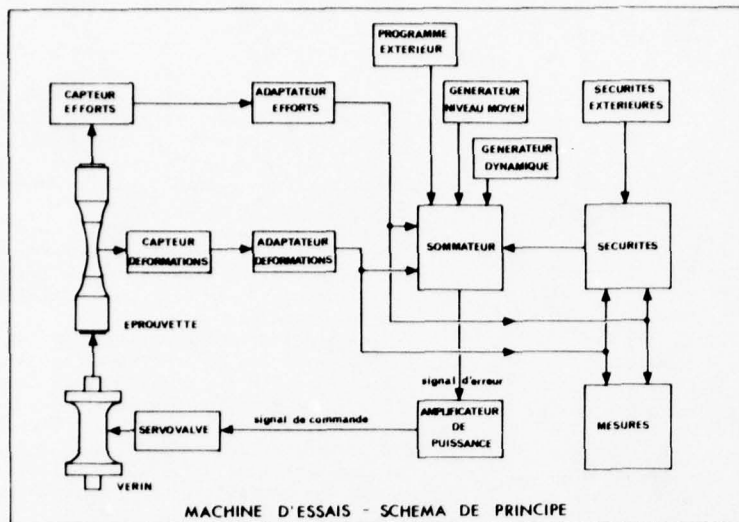 PROGRAMME
EXTERIEUR
CAPTEUR
EFFORTS
ADAPTATEUR
EFFORTS
GENERATEUR
NIVEAU MOYEN
SECURITES
EXTERIEURES
GENERATEUR
DYNAMIQUE
CAPTEUR
DEFORMATIONS
ADAPTATEUR
DEFORMATIONS
SOMMATEUR
SECURITES
EPROUVETTE
signal d'erreur
signal de commande
SERVOVALVE
AMPLIFICATEUR
DE
PUISSANCE
MESURES
VERIN
MACHINE D'ESSAIS - SCHEMA DE PRINCIPE